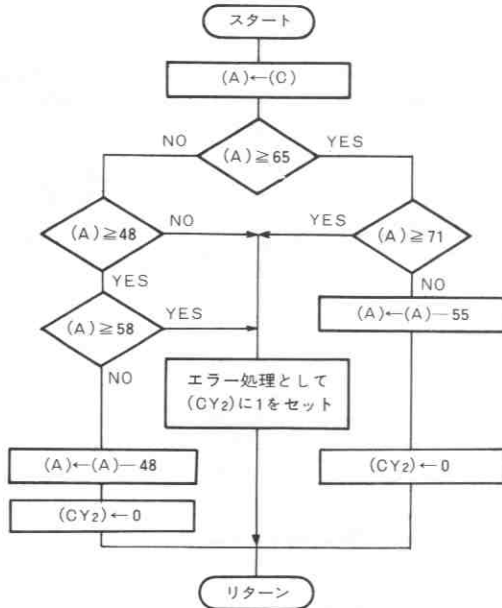 スタート
(A)←(C)
NO
YES
(A)≧65
(A)≧48
NO
YES
(A)≧71
YES
NO
(A)≧58
YES
(A)←(A)−55
NO
エラー処理として
(CY₂)に1をセット
(A)←(A)−48
(CY₂)←0
(CY₂)←0
リターン